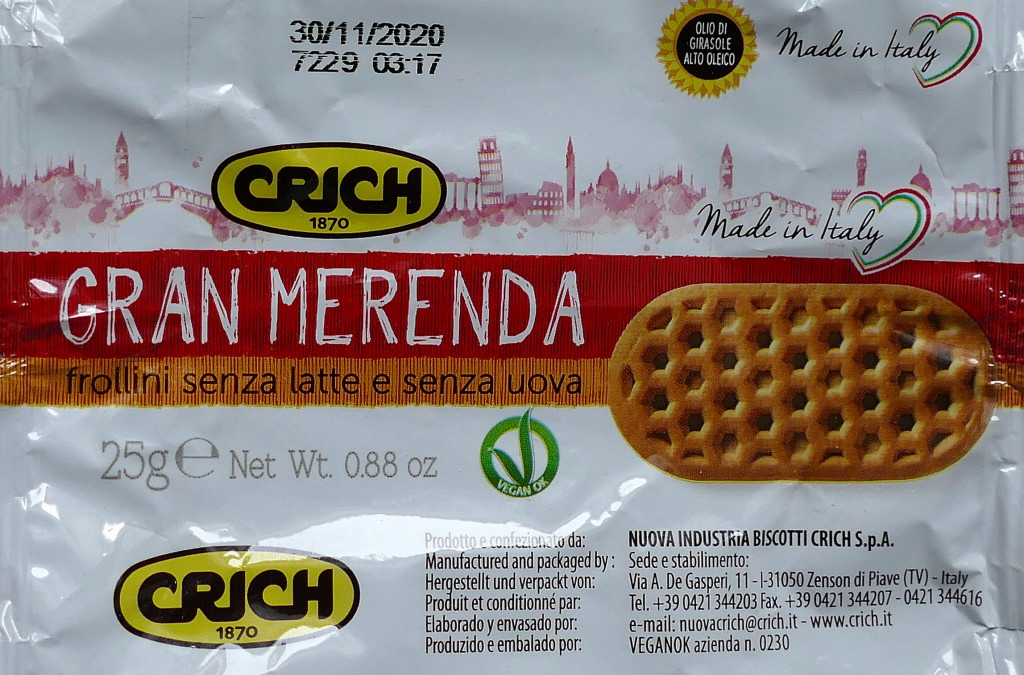 30/11/2020
7229 03:17
OLIO DI
GIRASOLE
ALTO OLEICO
Made in Italy
CRICH
1870
Made in Italy
GRAN MERENDA
frollini senza latte e senza uova
25g e Net Wt. 0.88 oz
VEGAN OK
CRICH
1870
Prodotto e confezionato da:
Manufactured and packaged by :
Hergestellt und verpackt von:
Produit et conditionné par:
Elaborado y envasado por:
Produzido e embalado por:
NUOVA INDUSTRIA BISCOTTI CRICH S.p.A.
Sede e stabilimento:
Via A. De Gasperi, 11 - I-31050 Zenson di Piave (TV) - Italy
Tel. +39 0421 344203 Fax. +39 0421 344207 - 0421 344616
e-mail: nuovacrich@crich.it - www.crich.it
VEGANOK azienda n. 0230